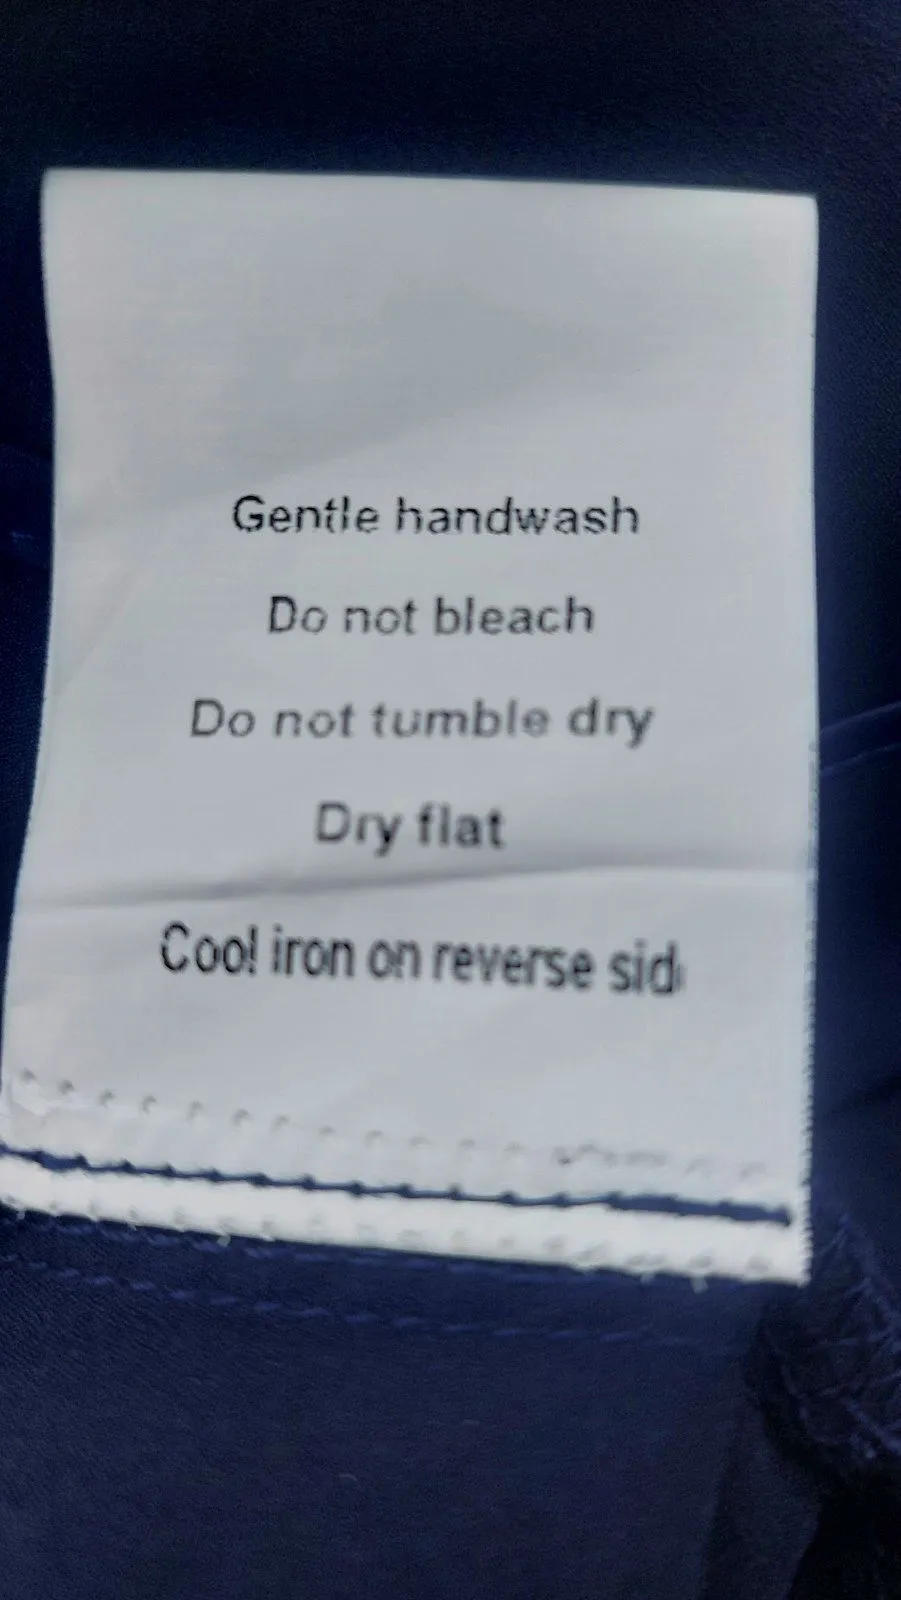 Gentle handwash
Do not bleach
Do not tumble dry
Dry flat
Cool iron on reverse sid